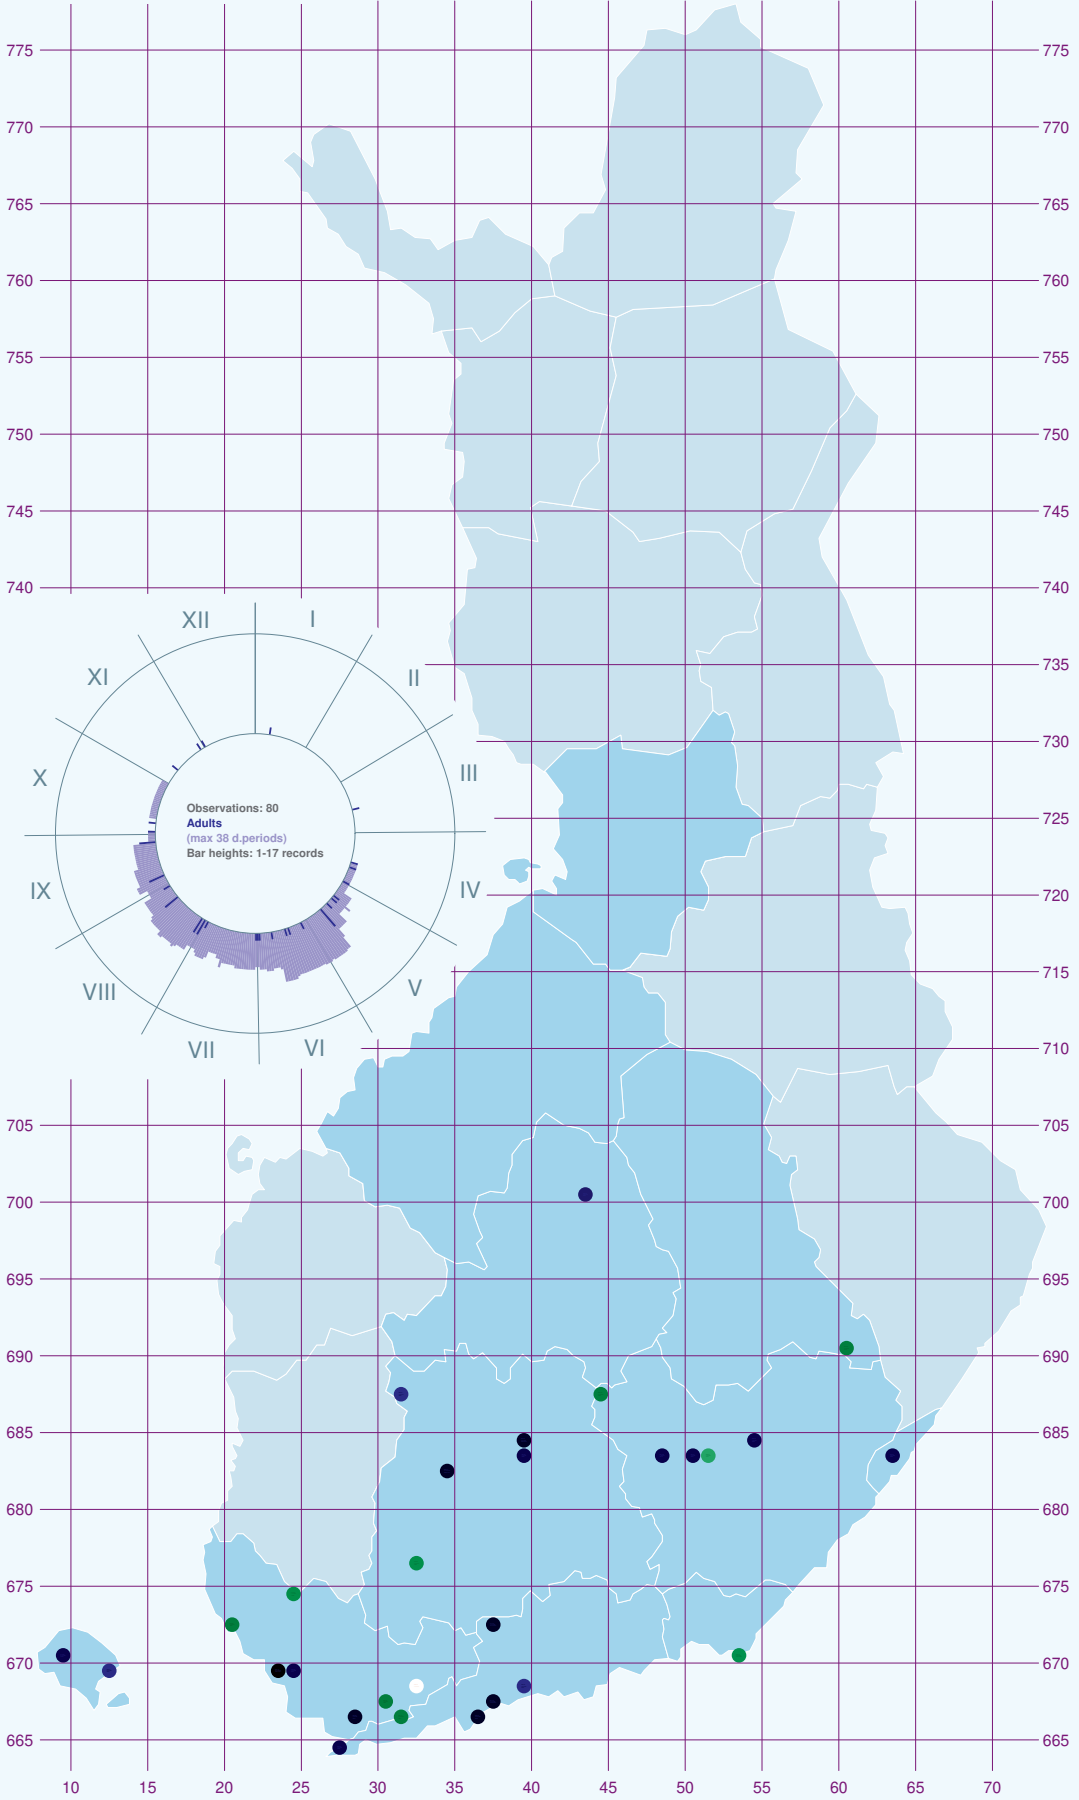 775 775
770 770
765 765
760 760
755 755
750 750
745 745
740 740
XII I
735
XI II
730
X III
Observations: 80
Adults
(max 38 d.periods)
Bar heights: 1-17 records
725
IX IV
720
VIII V
715
VII VI
710
705 705
700 700
695 695
690 690
685 685
680 680
675 675
670 670
665 665
10 15 20 25 30 35 40 45 50 55 60 65 70